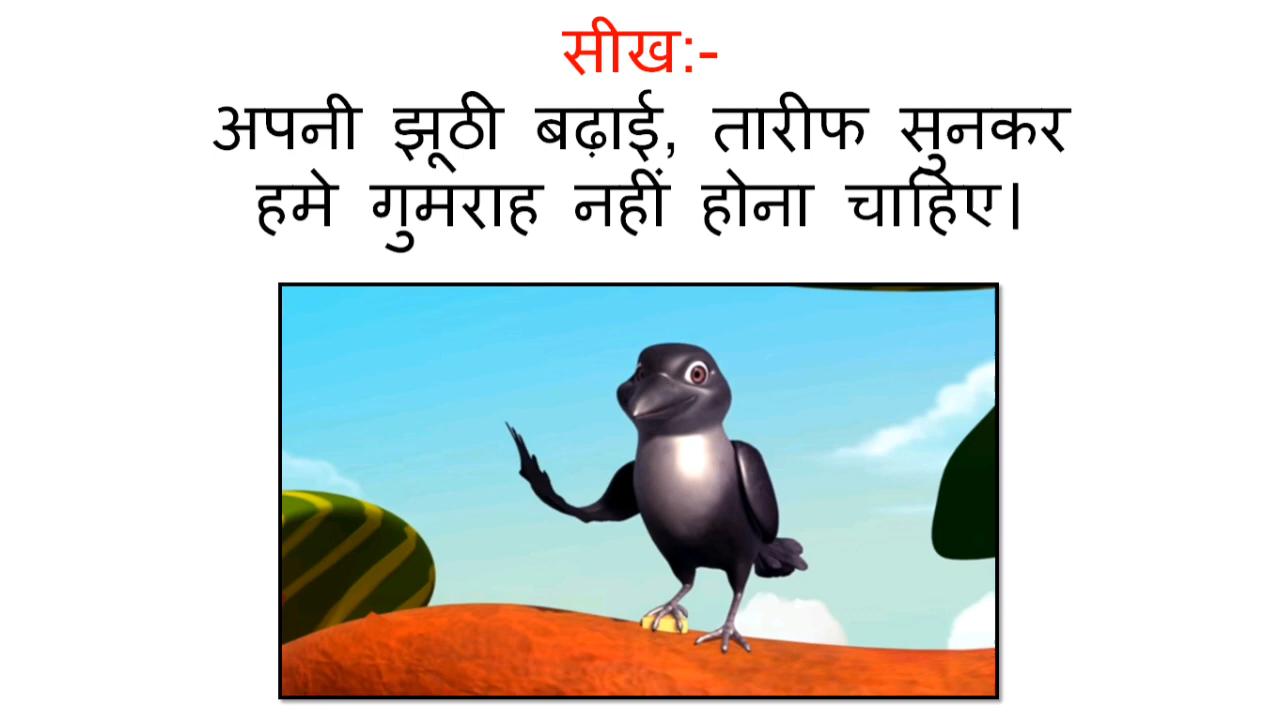 सीख:-
अपनी झूठी बढ़ाई, तारीफ सुनकर
हमे गुमराह नहीं होना चाहिए।